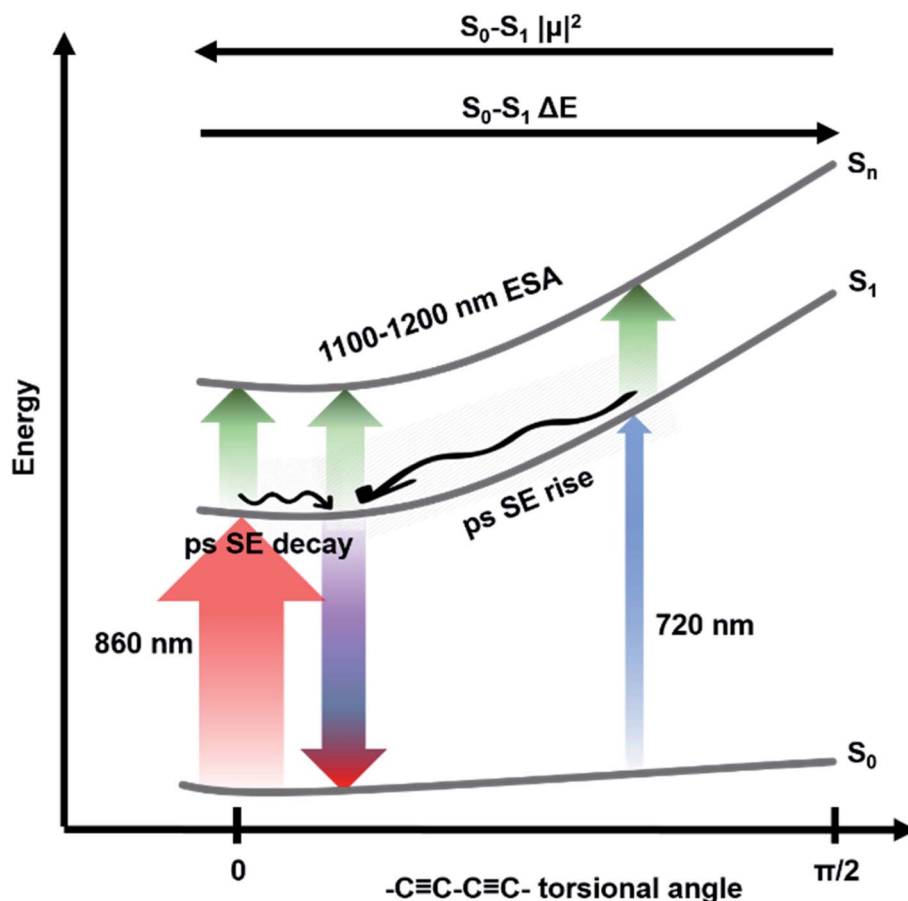 S₀-S₁ |μ|²
S₀-S₁ ΔE
Sₙ
S₁
1100-1200 nm ESA
Energy
ps SE rise
ps SE decay
860 nm
720 nm
S₀
0
π/2
-C≡C-C≡C- torsional angle